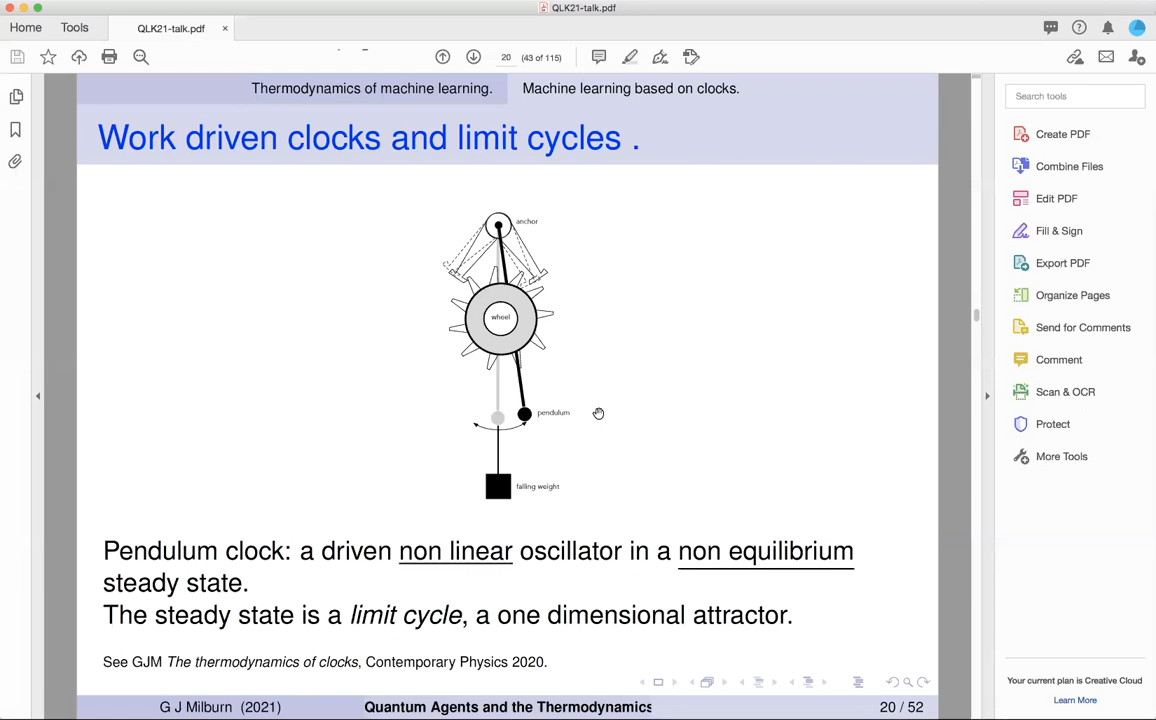 QLK21-talk.pdf
Home
Tools
QLK21-talk.pdf ×
20 (43 of 115)
Thermodynamics of machine learning. Machine learning based on clocks.
Work driven clocks and limit cycles .
anchor
wheel
pendulum
falling weight
Pendulum clock: a driven non linear oscillator in a non equilibrium
steady state.
The steady state is a limit cycle, a one dimensional attractor.
See GJM The thermodynamics of clocks, Contemporary Physics 2020.
G J Milburn (2021) Quantum Agents and the Thermodynamics 20 / 52
Search tools
Create PDF
Combine Files
Edit PDF
Fill & Sign
Export PDF
Organize Pages
Send for Comments
Comment
Scan & OCR
Protect
More Tools
Your current plan is Creative Cloud
Learn More